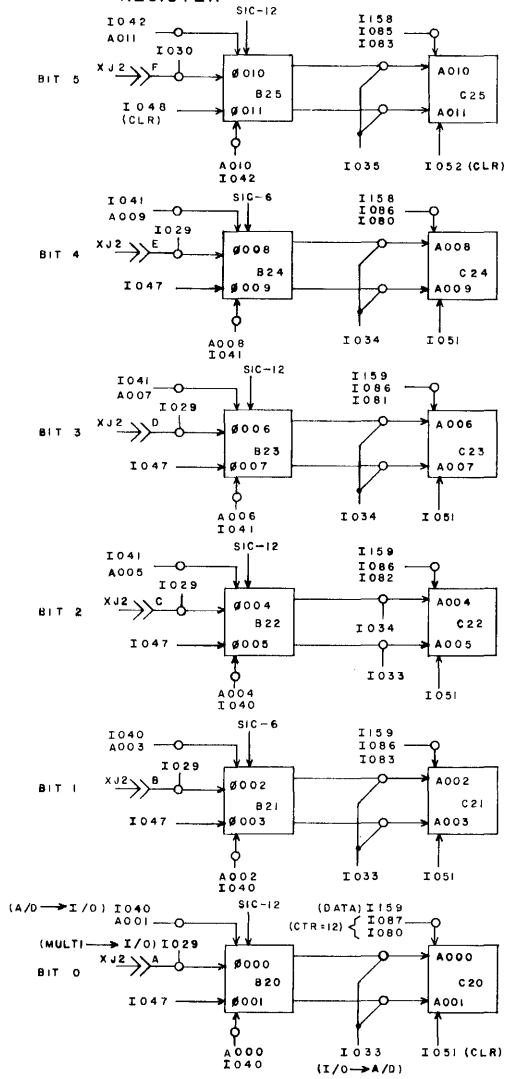 I042
A011
SIC-12
I158
I085
I083
I030
BIT 5
XJ2
F
Ø010
B25
A010
C25
I048
(CLR)
Ø011
A011
A010
I042
I035
I052 (CLR)
I041
A009
SIC-6
I158
I086
I080
I029
BIT 4
XJ2
E
Ø008
B24
A008
C24
I047
Ø009
A009
A008
I041
I034
I051
SIC-12
I041
A007
I159
I086
I081
I029
BIT 3
XJ2
D
Ø006
B23
A006
C23
I047
Ø007
A007
A006
I041
I034
I051
SIC-12
I041
A005
I159
I086
I082
I029
BIT 2
XJ2
C
Ø004
B22
A004
C22
I034
I047
Ø005
A005
A004
I040
I033
I051
SIC-6
I040
A003
I159
I086
I083
I029
BIT 1
XJ2
B
Ø002
B21
A002
C21
I047
Ø003
A003
A002
I040
I033
I051
SIC-12
(A/D → I/O) I040
A001
(DATA) I159
(CTR=12) { I087
I080
(MULTI → I/O) I029
BIT 0
XJ2
A
Ø000
B20
A000
C20
I047
Ø001
A001
A000
I040
I033
(I/O→A/D)
I051 (CLR)